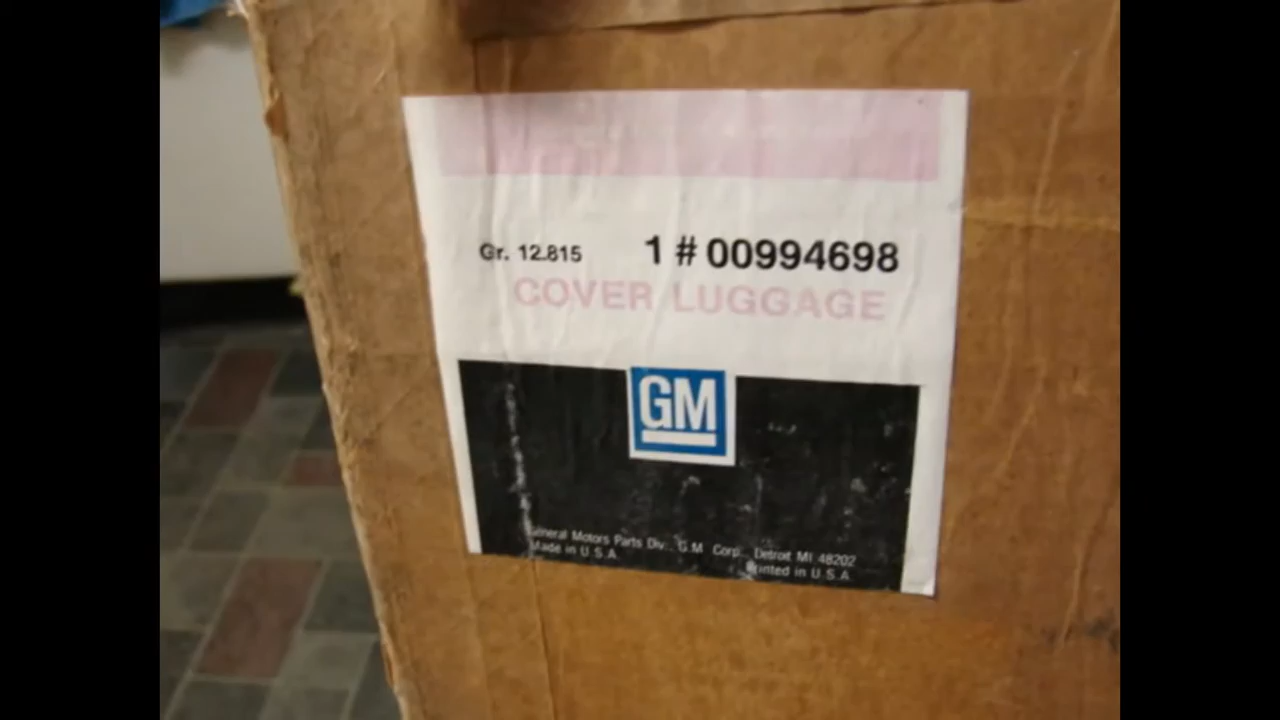 Gr. 12.815 1 # 00994698
COVER LUGGAGE
GM
General Motors Parts Div., G.M Corp., Detroit MI 48202
Made in U.S.A.
Printed in U.S.A.